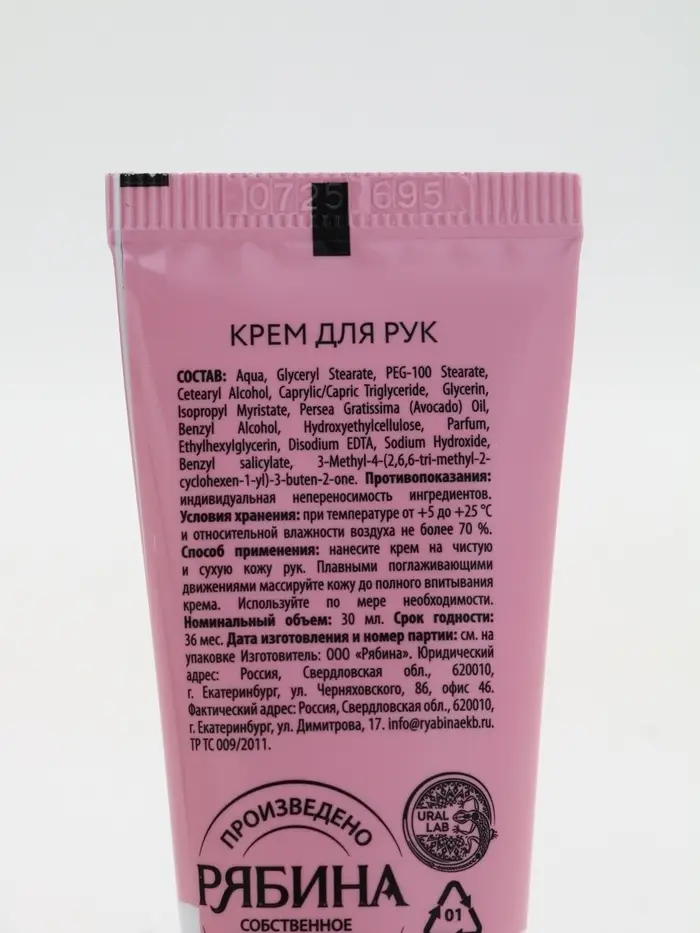 0725 695
КРЕМ ДЛЯ РУК
СОСТАВ: Aqua, Glyceryl Stearate, PEG-100 Stearate,
Cetearyl Alcohol, Caprylic/Capric Triglyceride, Glycerin,
Isopropyl Myristate, Persea Gratissima (Avocado) Oil,
Benzyl Alcohol, Hydroxyethylcellulose, Parfum,
Ethylhexylglycerin, Disodium EDTA, Sodium Hydroxide,
Benzyl salicylate, 3-Methyl-4-(2,6,6-tri-methyl-2-
cyclohexen-1-yl)-3-buten-2-one. Противопоказания:
индивидуальная непереносимость ингредиентов.
Условия хранения: при температуре от +5 до +25 °C
и относительной влажности воздуха не более 70 %.
Способ применения: нанесите крем на чистую
и сухую кожу рук. Плавными поглаживающими
движениями массируйте кожу до полного впитывания
крема. Используйте по мере необходимости.
Номинальный объем: 30 мл. Срок годности:
36 мес. Дата изготовления и номер партии: см. на
упаковке Изготовитель: ООО «Рябина». Юридический
адрес: Россия, Свердловская обл., 620010,
г. Екатеринбург, ул. Черняховского, 86, офис 46.
Фактический адрес: Россия, Свердловская обл., 620010,
г. Екатеринбург, ул. Димитрова, 17. info@ryabinaekb.ru.
ТР ТС 009/2011.
ПРОИЗВЕДЕНО
РЯБИНА
СОБСТВЕННОЕ
URAL
LAB
01